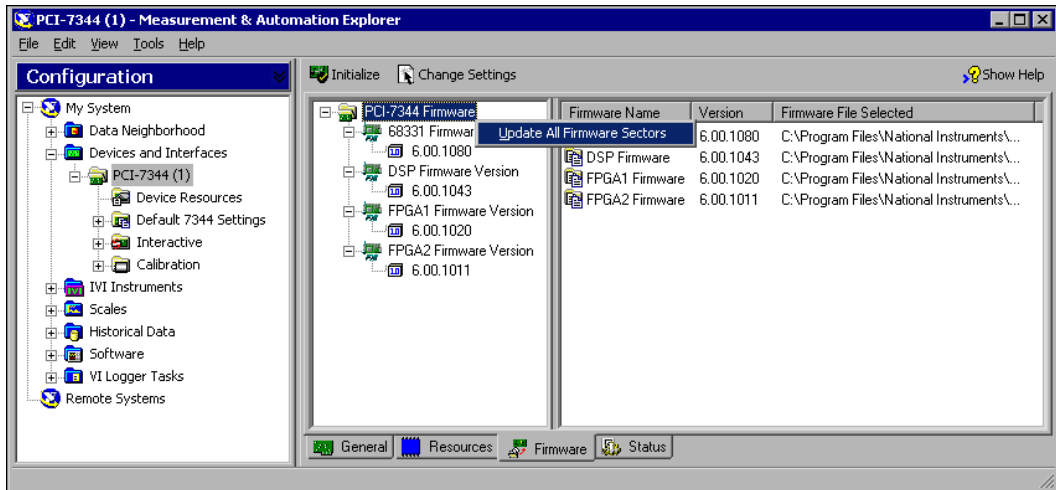 PCI-7344 (1) - Measurement & Automation Explorer
File Edit View Tools Help
Configuration
My System
Data Neighborhood
Devices and Interfaces
PCI-7344 (1)
Device Resources
Default 7344 Settings
Interactive
Calibration
IVI Instruments
Scales
Historical Data
Software
VI Logger Tasks
Remote Systems
Initialize Change Settings Show Help
PCI-7344 Firmware
68331 Firmwar
6.00.1080
DSP Firmware Version
6.00.1043
FPGA1 Firmware Version
6.00.1020
FPGA2 Firmware Version
6.00.1011
Update All Firmware Sectors
Firmware Name Version Firmware File Selected
6.00.1080 C:\Program Files\National Instruments\...
DSP Firmware 6.00.1043 C:\Program Files\National Instruments\...
FPGA1 Firmware 6.00.1020 C:\Program Files\National Instruments\...
FPGA2 Firmware 6.00.1011 C:\Program Files\National Instruments\...
General Resources Firmware Status